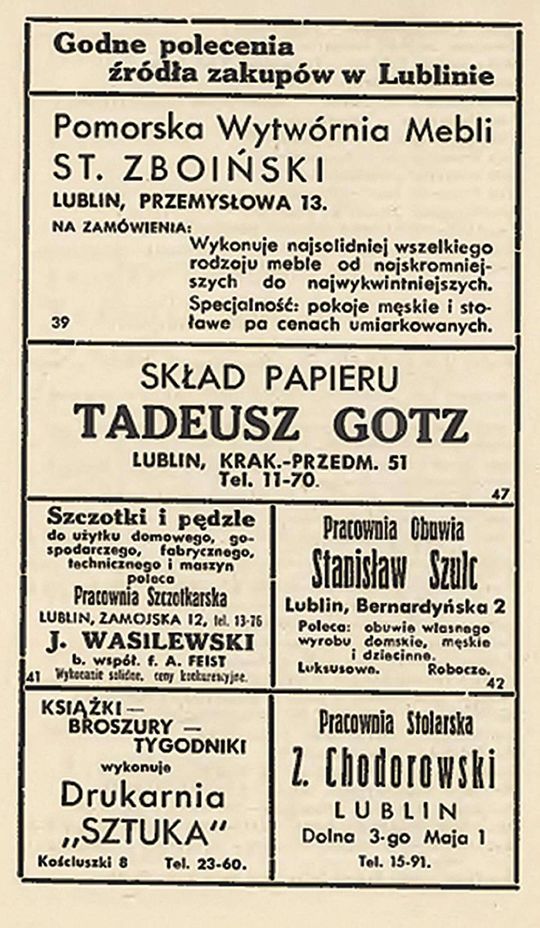 Godne polecenia
źródła zakupów w Lublinie
Pomorska Wytwórnia Mebli
ST. ZBOIŃSKI
LUBLIN, PRZEMYSŁOWA 13.
NA ZAMÓWIENIA:
Wykonuje najsolidniej wszelkiego
rodzaju meble od najskromniej-
szych do najwykwintniejszych.
Specjalność: pokoje męskie i sto-
łowe pa cenach umiarkowanych.
39
SKŁAD PAPIERU
TADEUSZ GOTZ
LUBLIN, KRAK.-PRZEDM. 51
Tel. 11-70.
47
Szczotki i pędzle
do użytku domowego, go-
spodarczego, fabrycznego,
technicznego i maszyn
poleca
Pracownia Szczotkarska
LUBLIN, ZAMOJSKA 12, tel. 13-76
J. WASILEWSKI
b. współ. f. A. FEIST
41 Wykonanie solidne, ceny konkurencyjne.
Pracownia Obuwia
Stanisław Szulc
Lublin, Bernardyńska 2
Poleca: obuwie własnego
wyrobu damskie, męskie
i dziecinne.
Luksusowe. Robocze.
42
KSIĄŻKI —
BROSZURY —
TYGODNIKI
wykonuje
Drukarnia
„SZTUKA"
Kościuszki 8 Tel. 23-60.
Pracownia Stolarska
Z. Chodorowski
LUBLIN
Dolna 3-go Maja 1
Tel. 15-91.